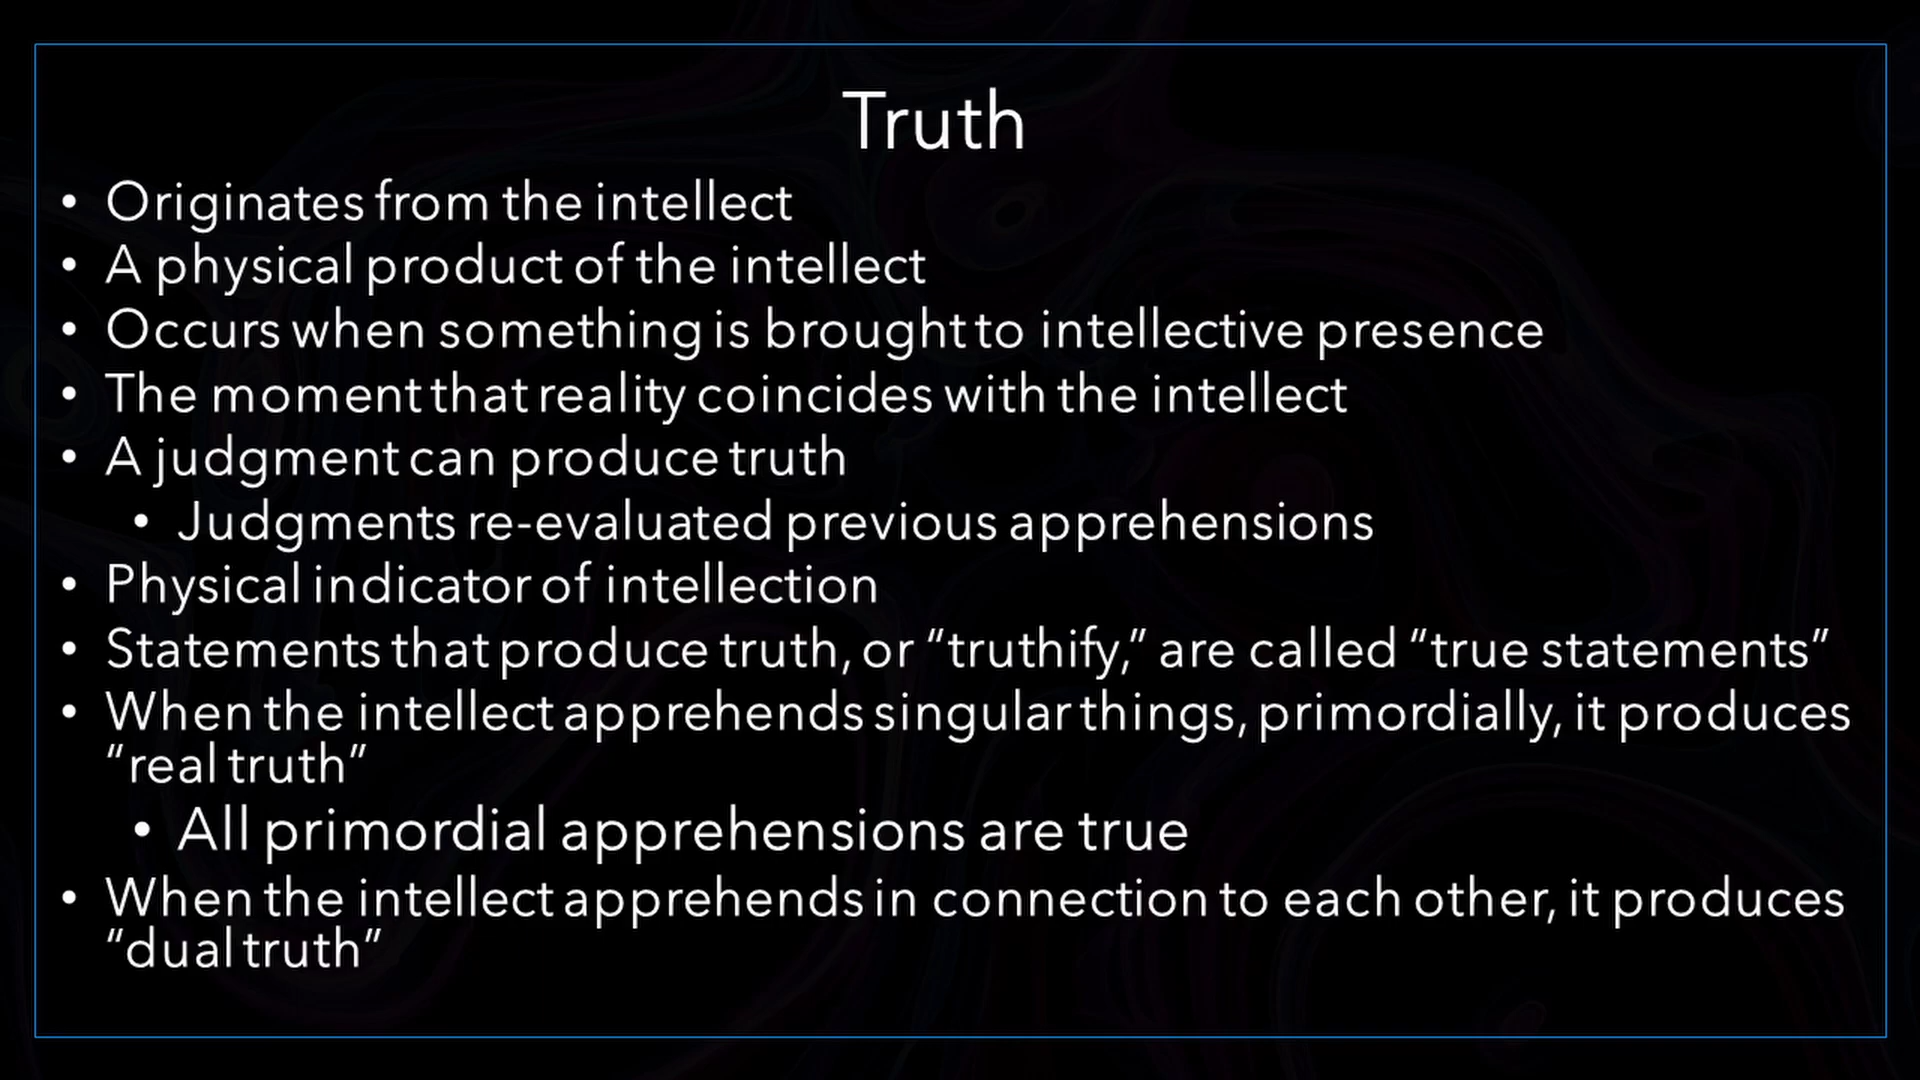 Truth
• Originates from the intellect
• A physical product of the intellect
• Occurs when something is brought to intellective presence
• The moment that reality coincides with the intellect
• A judgment can produce truth
• Judgments re-evaluated previous apprehensions
• Physical indicator of intellection
• Statements that produce truth, or “truthify,” are called “true statements”
• When the intellect apprehends singular things, primordially, it produces
“real truth”
• All primordial apprehensions are true
• When the intellect apprehends in connection to each other, it produces
“dual truth”